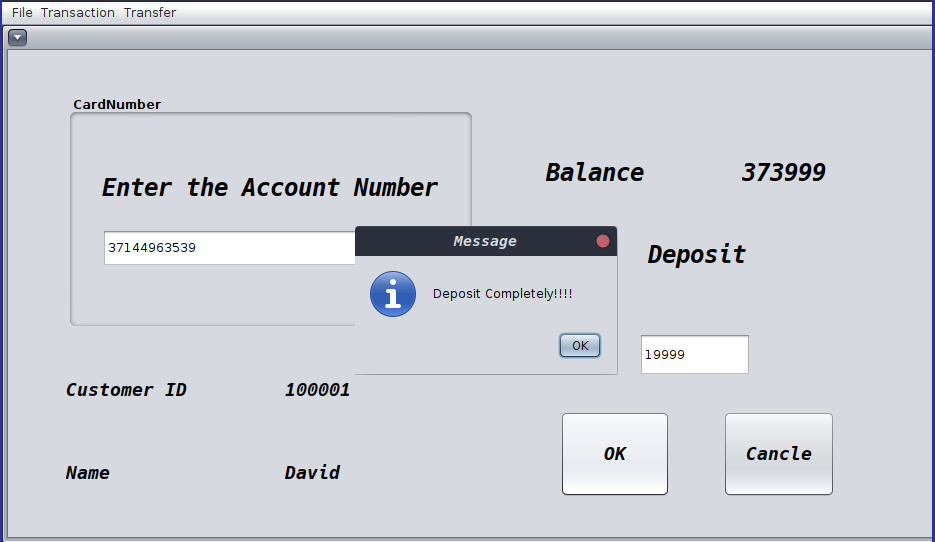 File Transaction Transfer
CardNumber
Enter the Account Number
37144963539
Balance 373999
Deposit
19999
Message
Deposit Completely!!!!
OK
Customer ID 100001
Name David
OK Cancle